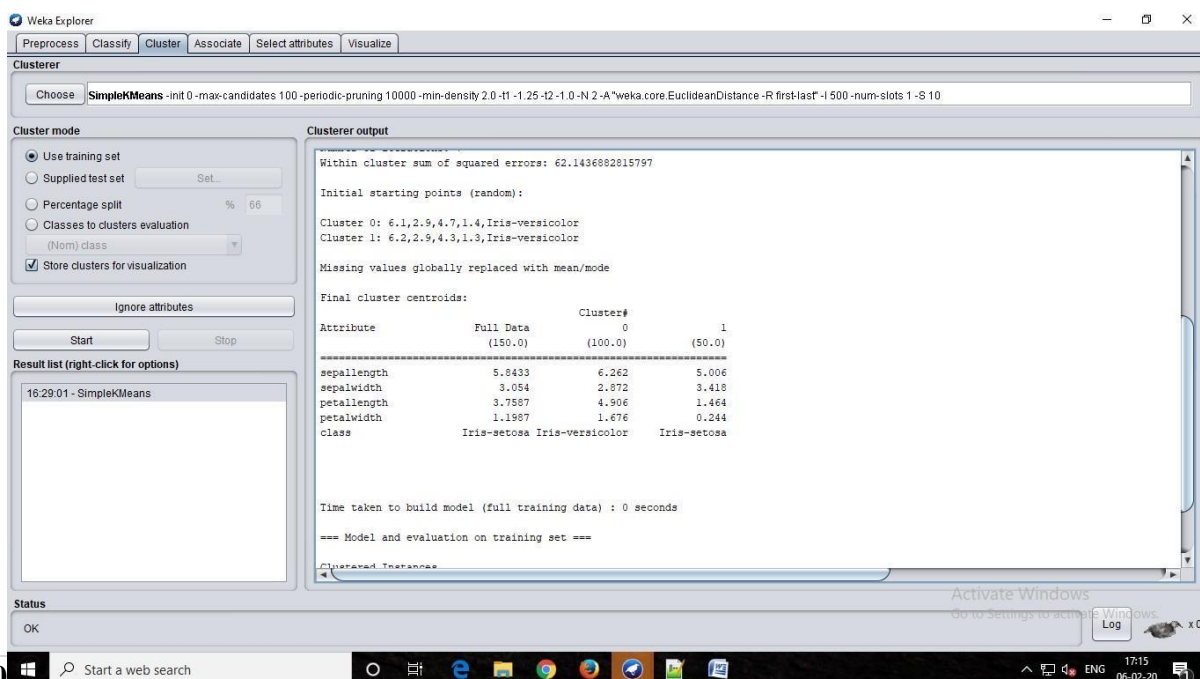 Weka Explorer
Preprocess Classify Cluster Associate Select attributes Visualize
Clusterer
Choose SimpleKMeans -init 0 -max-candidates 100 -periodic-pruning 10000 -min-density 2.0 -t1 -1.25 -t2 -1.0 -N 2 -A "weka.core.EuclideanDistance -R first-last" -I 500 -num-slots 1 -S 10
Cluster mode
Use training set
Supplied test set Set...
Percentage split % 66
Classes to clusters evaluation
(Nom) class
Store clusters for visualization
Ignore attributes
Start Stop
Result list (right-click for options)
16:29:01 - SimpleKMeans
Clusterer output
Within cluster sum of squared errors: 62.1436882815797
Initial starting points (random):
Cluster 0: 6.1,2.9,4.7,1.4,Iris-versicolor
Cluster 1: 6.2,2.9,4.3,1.3,Iris-versicolor
Missing values globally replaced with mean/mode
Final cluster centroids:
Cluster#
Attribute Full Data 0 1
(150.0) (100.0) (50.0)
==================================================================
sepallength 5.8433 6.262 5.006
sepalwidth 3.054 2.872 3.418
petallength 3.7587 4.906 1.464
petalwidth 1.1987 1.676 0.244
class Iris-setosa Iris-versicolor Iris-setosa
Time taken to build model (full training data) : 0 seconds
=== Model and evaluation on training set ===
Clustered Instances
Activate Windows
Go to Settings to activate Windows.
Status
OK
Log x 0
Start a web search
ENG
17:15
06-02-20